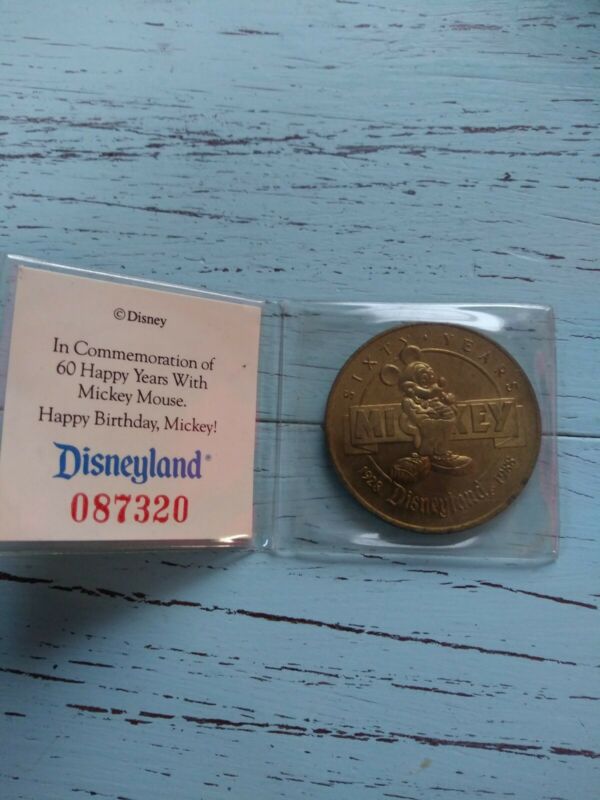 ©Disney
In Commemoration of
60 Happy Years With
Mickey Mouse.
Happy Birthday, Mickey!
Disneyland®
087320
SIXTY • YEARS
MICKEY
1928 Disneyland® 1988